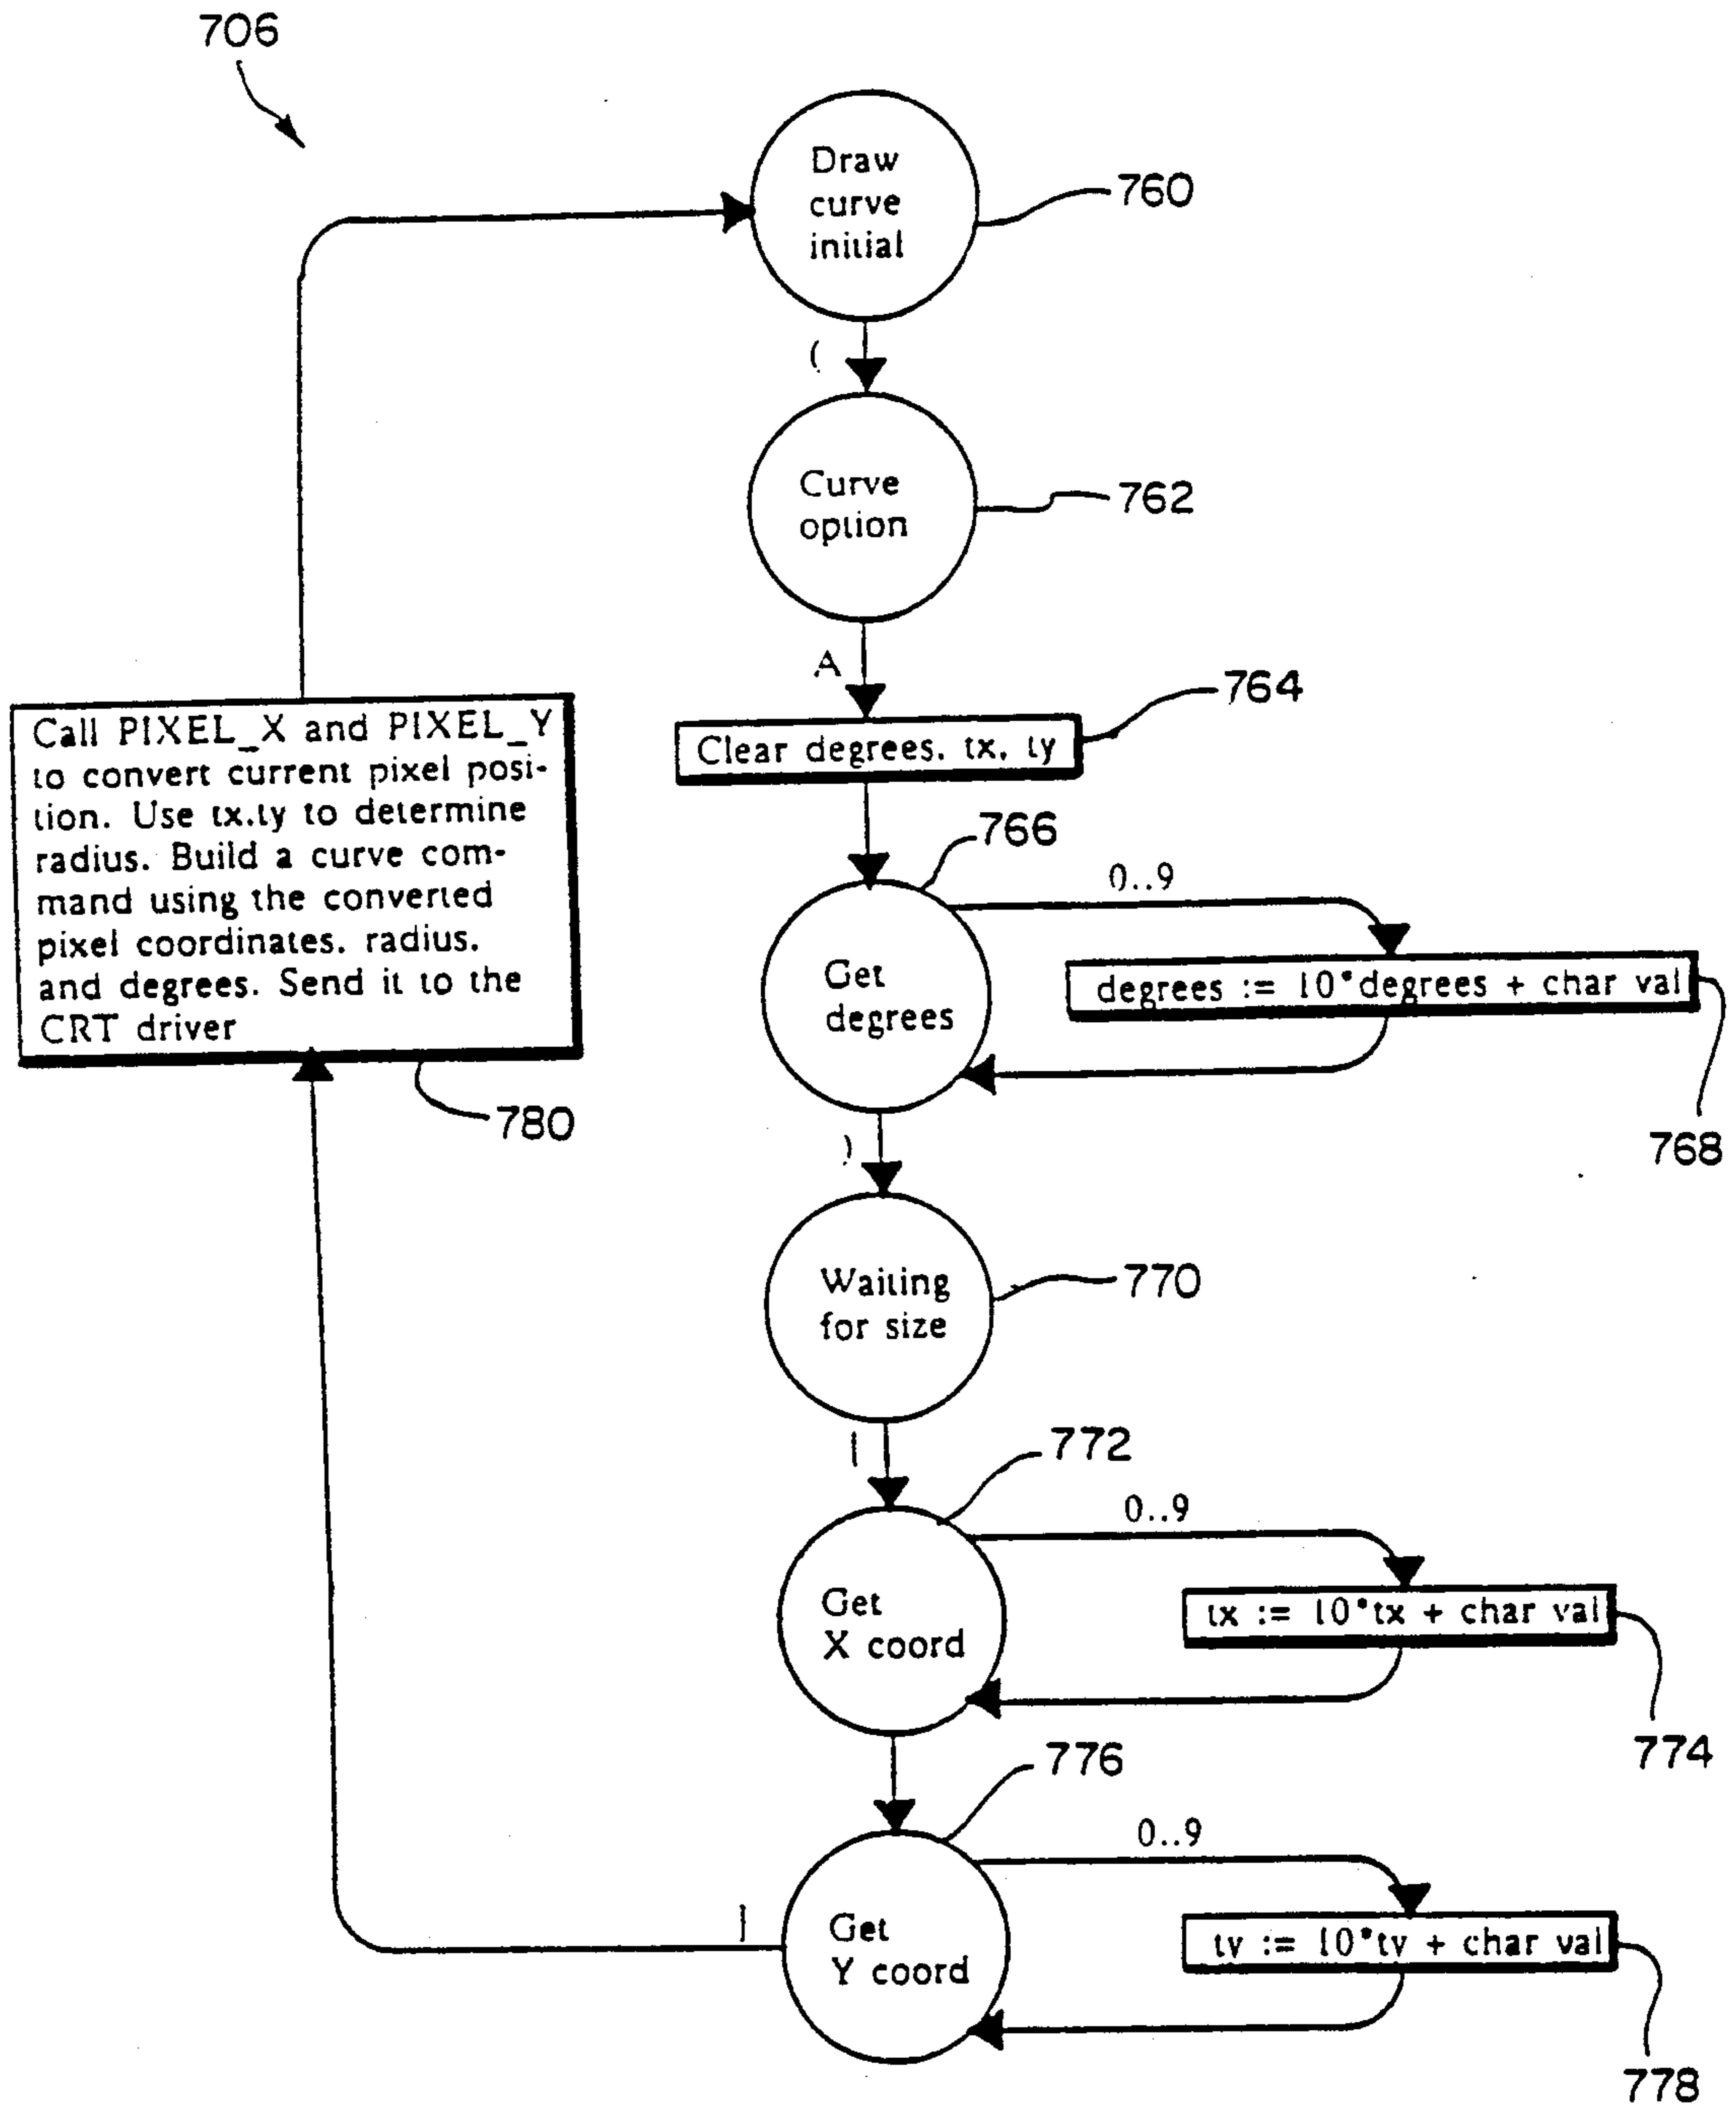 706
Draw
curve
initial
760
(
Curve
option
762
A
Clear degrees, tx, ty
764
766
Get
degrees
0..9
degrees := 10*degrees + char val
768
)
Waiting
for size
770
[
772
Get
X coord
0..9
tx := 10*tx + char val
774
776
Get
Y coord
0..9
ty := 10*ty + char val
778
]
Call PIXEL_X and PIXEL_Y
to convert current pixel posi-
tion. Use tx,ty to determine
radius. Build a curve com-
mand using the converted
pixel coordinates, radius,
and degrees. Send it to the
CRT driver
780